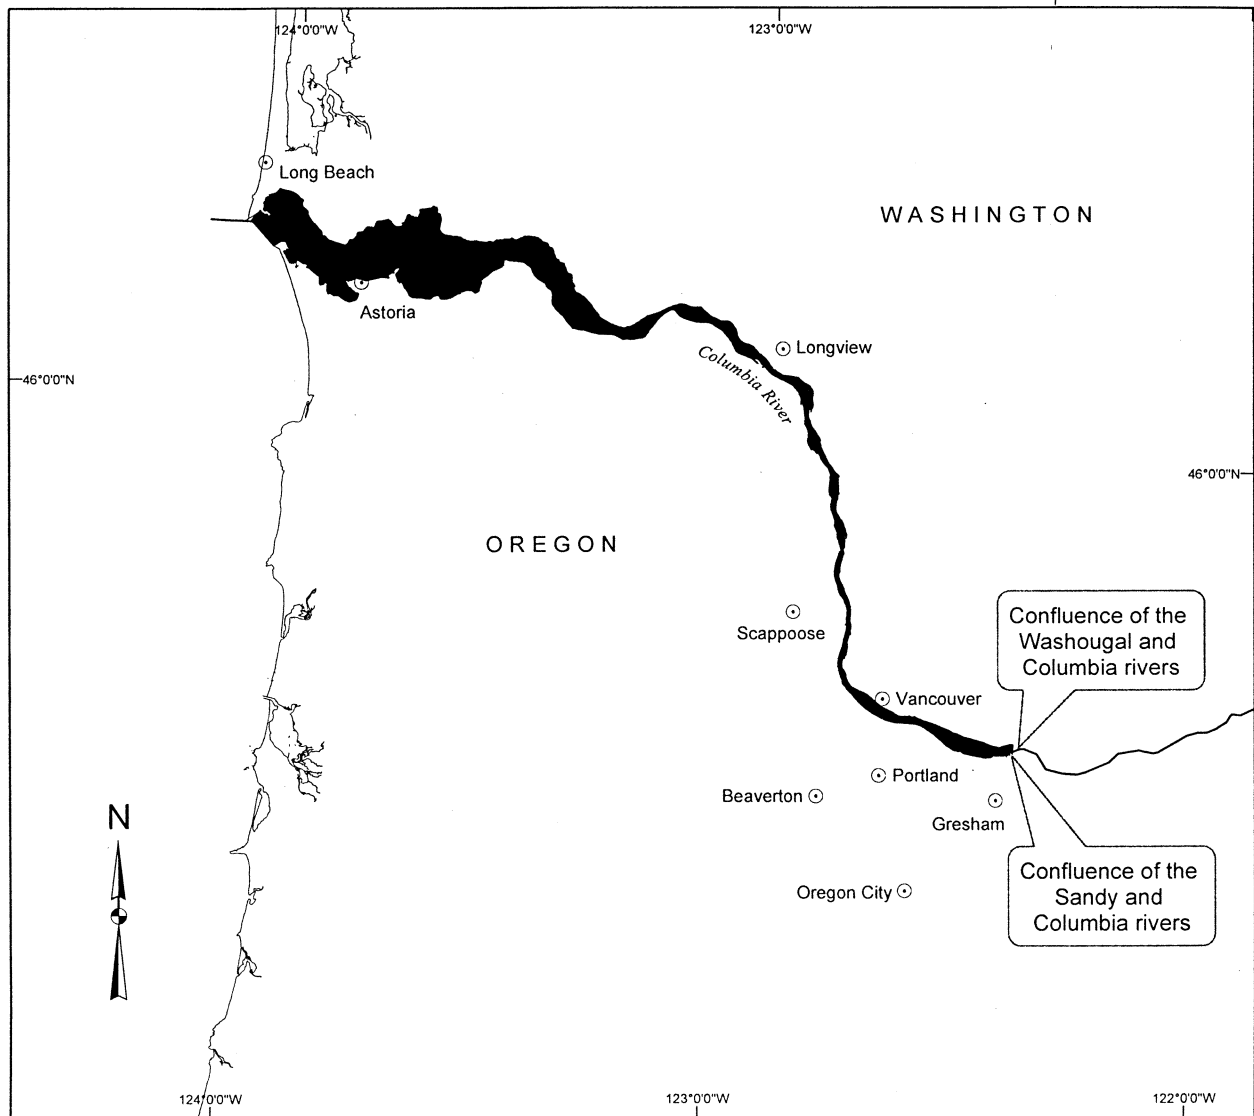 124°0'0"W
123°0'0"W
Long Beach
WASHINGTON
Astoria
Longview
Columbia River
46°0'0"N
46°0'0"N
OREGON
Confluence of the
Washougal and
Columbia rivers
Scappoose
Vancouver
Portland
Beaverton
Gresham
N
Confluence of the
Sandy and
Columbia rivers
Oregon City
124°0'0"W
123°0'0"W
122°0'0"W